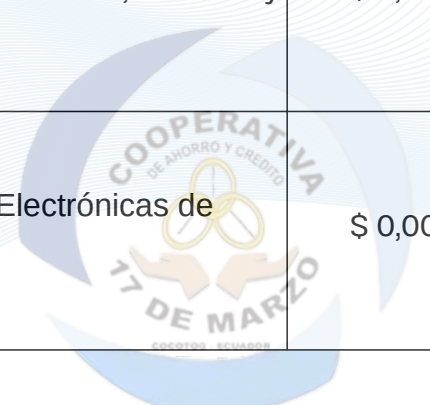 Electrónicas de
$ 0,00
COOPERATIVA
DE AHORRO Y CREDITO
17 DE MARZO
COCOTOG - ECUADOR